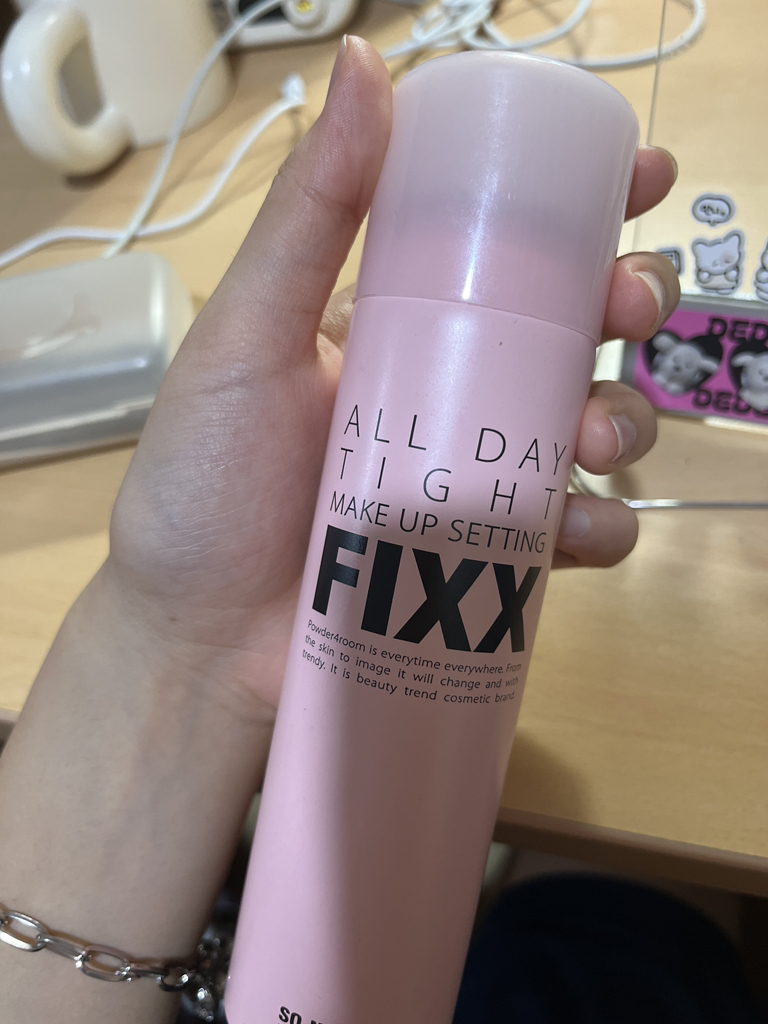 ALL DAY
TIGHT
MAKE UP SETTING
FIXX
Powder4room is everytime everywhere. From
the skin to image it will change and with
trendy. It is beauty trend cosmetic brand.
SO